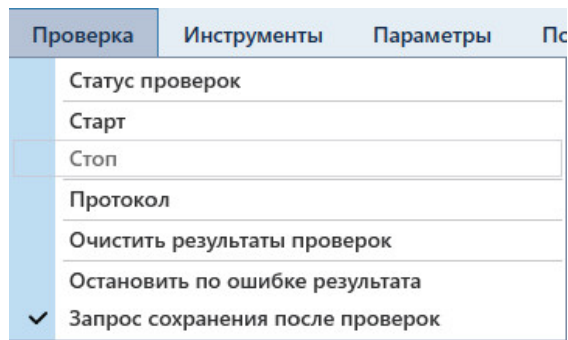 Проверка Инструменты Параметры По
Статус проверок
Старт
Стоп
Протокол
Очистить результаты проверок
Остановить по ошибке результата
Запрос сохранения после проверок